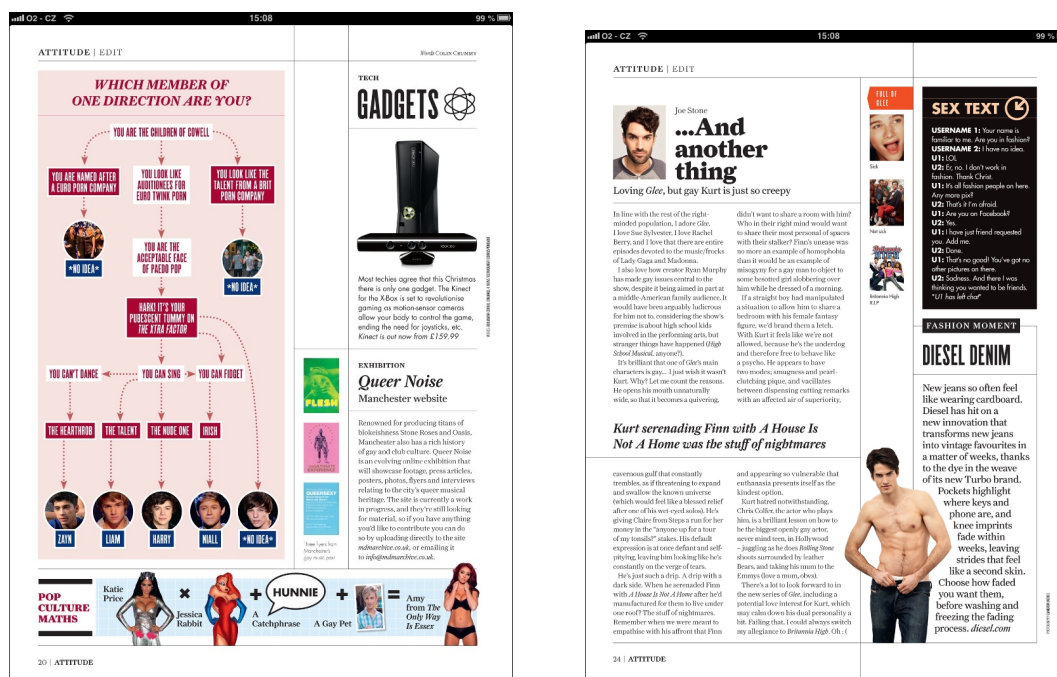 O2 - CZ
15:08
99 %
ATTITUDE | EDIT
Words COLIN CRUMMY
WHICH MEMBER OF
ONE DIRECTION ARE YOU?
YOU ARE THE CHILDREN OF COWELL
YOU ARE NAMED AFTER
A EURO PORN COMPANY
YOU LOOK LIKE
AUDITIONEES FOR
EURO TWINK PORN
YOU LOOK LIKE THE
TALENT FROM A BRIT
PORN COMPANY
*NO IDEA*
YOU ARE THE
ACCEPTABLE FACE
OF PAEDO POP
*NO IDEA*
HARK! IT'S YOUR
PUBESCENT TUMMY ON
THE XTRA FACTOR
YOU CAN'T DANCE
YOU CAN SING
YOU CAN FIDGET
THE HEARTHROB
THE TALENT
THE NUDE ONE
IRISH
ZAYN
LIAM
HARRY
NIALL
*NO IDEA*
TECH
GADGETS
XBOX 360
Most techies agree that this Christmas
there is only one gadget. The Kinect
for the X-Box is set to revolutionise
gaming as motion-sensor cameras
allow your body to control the game,
ending the need for joysticks, etc.
Kinect is out now from £159.99
EXHIBITION
Queer Noise
Manchester website
Renowned for producing titans of
blokeishness Stone Roses and Oasis,
Manchester also has a rich history
of gay and club culture. Queer Noise
is an evolving online exhibition that
will showcase footage, press articles,
posters, photos, flyers and interviews
relating to the city's queer musical
heritage. The site is currently a work
in progress, and they're still looking
for material, so if you have anything
you'd like to contribute you can do
so by uploading directly to the site
mdmarchive.co.uk, or emailing it
to info@mdmarchive.co.uk.
FLESH
Three flyers from
Manchester's
gay music past
POP
CULTURE
MATHS
Katie
Price
×
Jessica
Rabbit
+
HUNNIE
A
Catchphrase
+
A Gay Pet
=
Amy
from The
Only Way
Is Essex
20 | ATTITUDE
O2 - CZ
15:08
99 %
ATTITUDE | EDIT
Joe Stone
...And
another
thing
Loving Glee, but gay Kurt is just so creepy
In line with the rest of the right-
minded population, I adore Glee.
I love Sue Sylvester, I love Rachel
Berry, and I love that there are entire
episodes devoted to the music/frocks
of Lady Gaga and Madonna.
I also love how creator Ryan Murphy
has made gay issues central to the
show, despite it being aimed in part at
a middle-American family audience. It
would have been arguably ludicrous
for him not to, considering the show's
premise is about high school kids
involved in the performing arts, but
stranger things have happened (High
School Musical, anyone?).
It's brilliant that one of Glee's main
characters is gay... I just wish it wasn't
Kurt. Why? Let me count the reasons.
He opens his mouth unnaturally
wide, so that it becomes a quivering,
didn't want to share a room with him?
Who in their right mind would want
to share their most personal of spaces
with their stalker? Finn's unease was
no more an example of homophobia
than it would be an example of
misogyny for a gay man to object to
some besotted girl slobbering over
him while he dressed of a morning.
If a straight boy had manipulated
a situation to allow him to share a
bedroom with his female fantasy
figure, we'd brand them a letch.
With Kurt it feels like we're not
allowed, because he's the underdog
and therefore free to behave like
a psycho. He appears to have
two modes; smugness and pearl-
clutching pique, and vacillates
between dispensing cutting remarks
with an affected air of superiority,
Kurt serenading Finn with A House Is
Not A Home was the stuff of nightmares
cavernous gulf that constantly
trembles, as if threatening to expand
and swallow the known universe
(which would feel like a blessed relief
after one of his wet-eyed solos). He's
giving Claire from Steps a run for her
money in the "anyone up for a tour
of my tonsils?" stakes. His default
expression is at once defiant and self-
pitying, leaving him looking like he's
constantly on the verge of tears.
He's just such a drip. A drip with a
dark side. When he serenaded Finn
with A House Is Not A Home after he'd
manufactured for them to live under
one roof? The stuff of nightmares.
Remember when we were meant to
empathise with his affront that Finn
and appearing so vulnerable that
euthanasia presents itself as the
kindest option.
Kurt hatred notwithstanding,
Chris Colfer, the actor who plays
him, is a brilliant lesson on how to
be the biggest openly gay actor,
never mind teen, in Hollywood
– juggling as he does Rolling Stone
shoots surrounded by leather
Bears, and taking his mum to the
Emmys (love a mum, obvs).
There's a lot to look forward to in
the new series of Glee, including a
potential love interest for Kurt, which
may calm down his dual personality a
bit. Failing that, I could always switch
my allegiance to Britannia High. Oh : (
FULL OF
GLEE
Sick
Not sick
Britannia High
R.I.P
SEX TEXT
USERNAME 1: Your name is
familiar to me. Are you in fashion?
USERNAME 2: I have no idea.
U1: LOL
U2: Er, no. I don't work in
fashion. Thank Christ.
U1: It's all fashion people on here.
Any more pix?
U2: That's it I'm afraid.
U1: Are you on Facebook?
U2: Yes.
U1: I have just friend requested
you. Add me.
U2: Done.
U1: That's no good! You've got no
other pictures on there.
U2: Sadness. And there I was
thinking you wanted to be friends.
*U1 has left chat*
FASHION MOMENT
DIESEL DENIM
New jeans so often feel
like wearing cardboard.
Diesel has hit on a
new innovation that
transforms new jeans
into vintage favourites in
a matter of weeks, thanks
to the dye in the weave
of its new Turbo brand.
Pockets highlight
where keys and
phone are, and
knee imprints
fade within
weeks, leaving
strides that feel
like a second skin.
Choose how faded
you want them,
before washing and
freezing the fading
process. diesel.com
24 | ATTITUDE